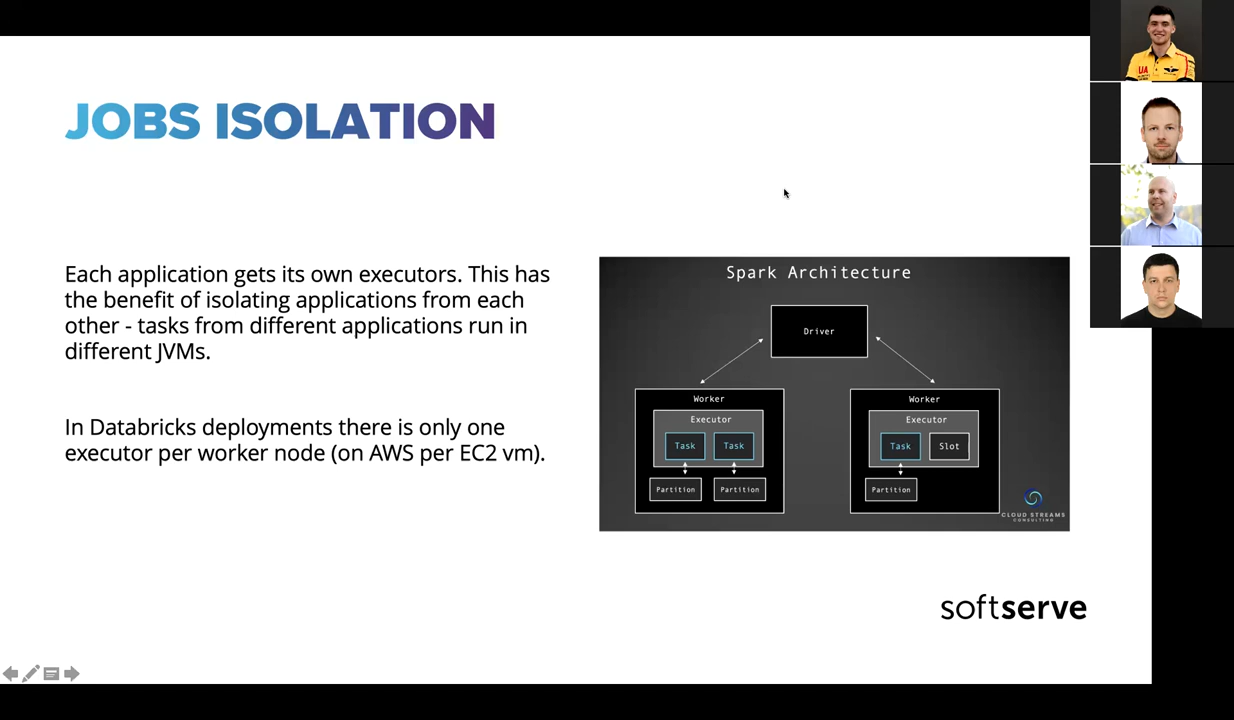 JOBS ISOLATION
Each application gets its own executors. This has
the benefit of isolating applications from each
other - tasks from different applications run in
different JVMs.
In Databricks deployments there is only one
executor per worker node (on AWS per EC2 vm).
Spark Architecture
Driver
Worker
Executor
Task Task
Partition Partition
Worker
Executor
Task Slot
Partition
CLOUD STREAMS
CONSULTING
softserve
UA